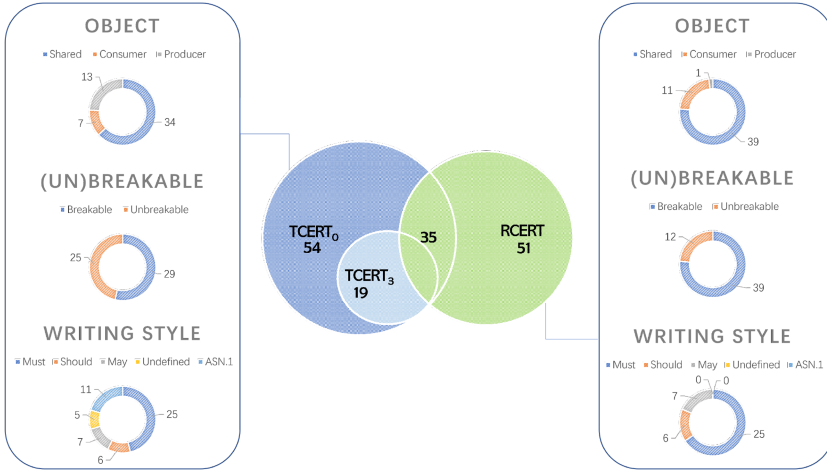 OBJECT
Shared Consumer Producer
13
7
34
(UN)BREAKABLE
Breakable Unbreakable
25
29
WRITING STYLE
Must Should May Undefined ASN.1
11
5
7
6
25
TCERT0
54
TCERT3
19
35
RCERT
51
OBJECT
Shared Consumer Producer
1
11
39
(UN)BREAKABLE
Breakable Unbreakable
12
39
WRITING STYLE
Must Should May Undefined ASN.1
0 0
7
6
25